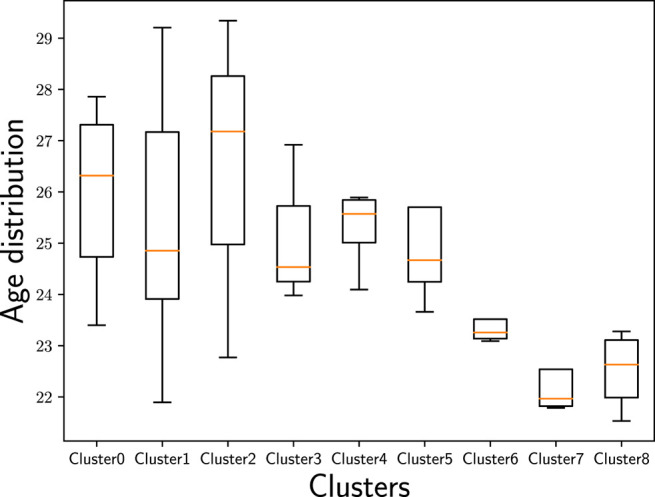 Age distribution
29
28
27
26
25
24
23
22
Cluster0 Cluster1 Cluster2 Cluster3 Cluster4 Cluster5 Cluster6 Cluster7 Cluster8
Clusters